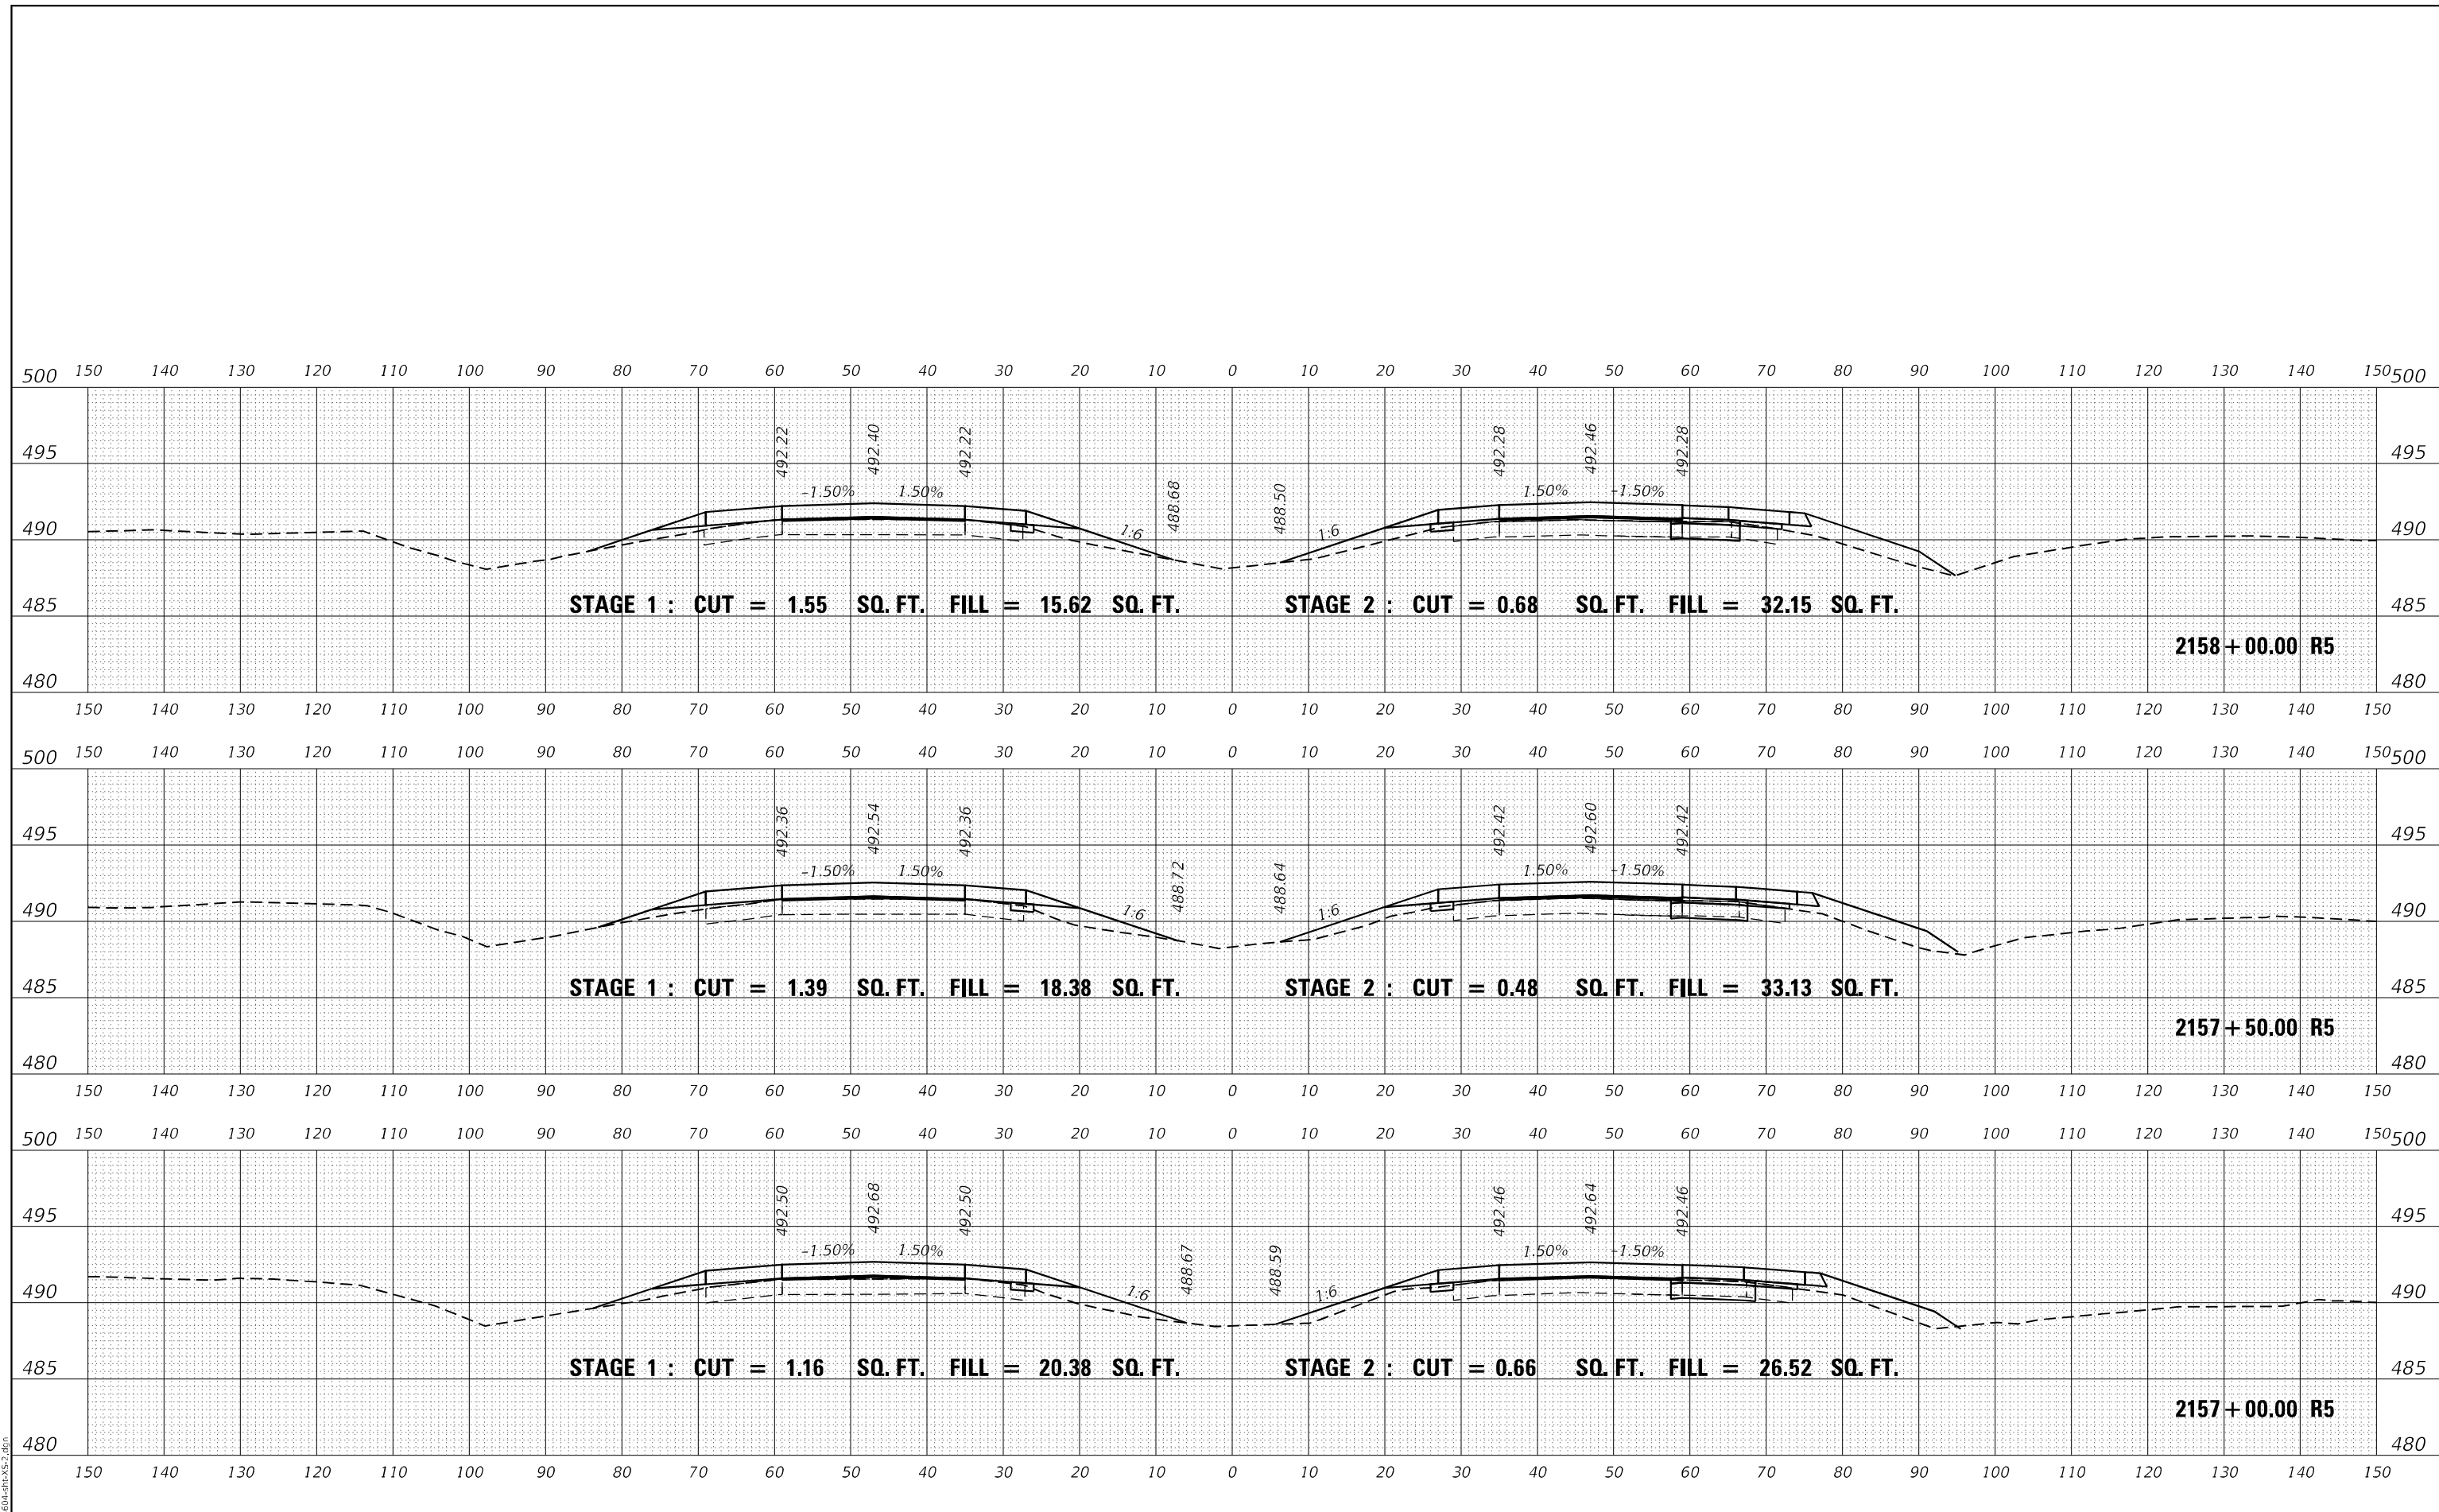 150 140 130 120 110 100 90 80 70 60 50 40 30 20 10 0 10 20 30 40 50 60 70 80 90 100 110 120 130 140 150
500 500
492.22 492.40 492.22 488.68 488.50 492.28 492.46 492.28
495 495
-1.50% 1.50% 1.50% -1.50%
490 1:6 1:6 490
STAGE 1 : CUT = 1.55 SQ. FT. FILL = 15.62 SQ. FT. STAGE 2 : CUT = 0.68 SQ. FT. FILL = 32.15 SQ. FT.
485 485
2158+00.00 R5
480 480
150 140 130 120 110 100 90 80 70 60 50 40 30 20 10 0 10 20 30 40 50 60 70 80 90 100 110 120 130 140 150
150 140 130 120 110 100 90 80 70 60 50 40 30 20 10 0 10 20 30 40 50 60 70 80 90 100 110 120 130 140 150
500 500
492.36 492.54 492.36 488.72 488.64 492.42 492.60 492.42
495 495
-1.50% 1.50% 1.50% -1.50%
490 1:6 1:6 490
STAGE 1 : CUT = 1.39 SQ. FT. FILL = 18.38 SQ. FT. STAGE 2 : CUT = 0.48 SQ. FT. FILL = 33.13 SQ. FT.
485 485
2157+50.00 R5
480 480
150 140 130 120 110 100 90 80 70 60 50 40 30 20 10 0 10 20 30 40 50 60 70 80 90 100 110 120 130 140 150
150 140 130 120 110 100 90 80 70 60 50 40 30 20 10 0 10 20 30 40 50 60 70 80 90 100 110 120 130 140 150
500 500
492.50 492.68 492.50 488.67 488.59 492.46 492.64 492.46
495 495
-1.50% 1.50% 1.50% -1.50%
490 1:6 1:6 490
STAGE 1 : CUT = 1.16 SQ. FT. FILL = 20.38 SQ. FT. STAGE 2 : CUT = 0.66 SQ. FT. FILL = 26.52 SQ. FT.
485 485
2157+00.00 R5
480 480
150 140 130 120 110 100 90 80 70 60 50 40 30 20 10 0 10 20 30 40 50 60 70 80 90 100 110 120 130 140 150
604-sht-XS-2.dgn